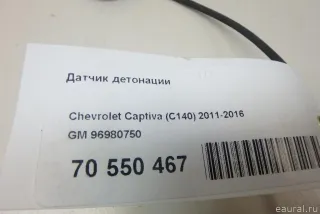 Датчик детонации
Chevrolet Captiva (C140) 2011-2016
GM 96980750
70 550 467
eaural.ru